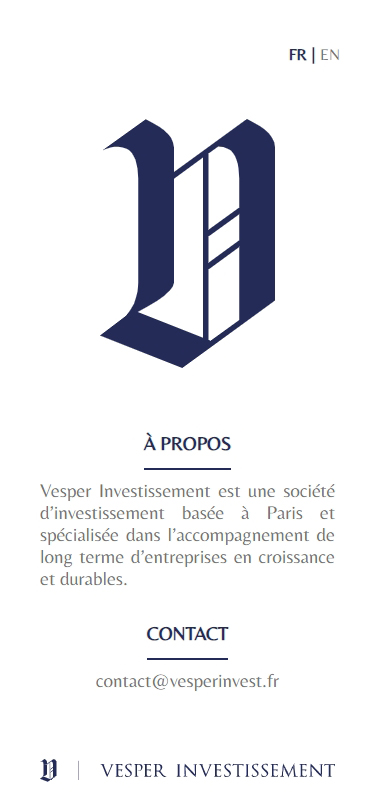 FR | EN
V
À PROPOS
Vesper Investissement est une société
d'investissement basée à Paris et
spécialisée dans l'accompagnement de
long terme d'entreprises en croissance
et durables.
CONTACT
contact@vesperinvest.fr
V | VESPER INVESTISSEMENT